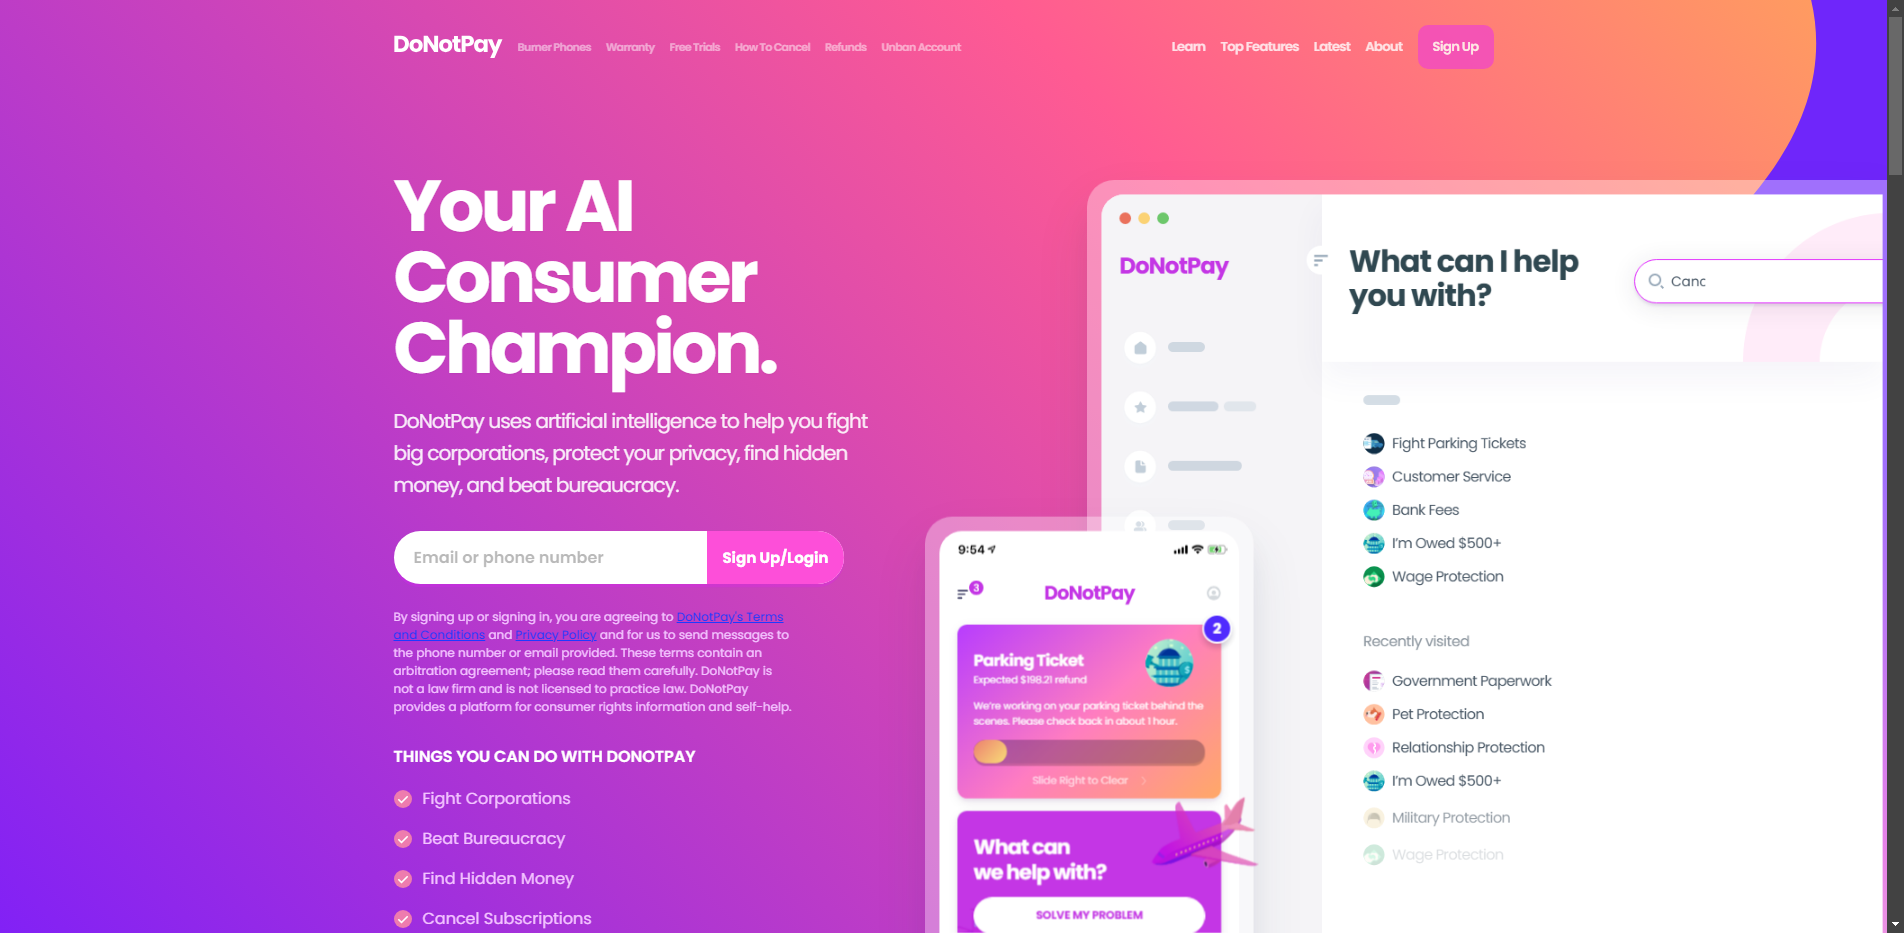 DoNotPay
Burner Phones
Warranty
Free Trials
How To Cancel
Refunds
Unban Account
Learn
Top Features
Latest
About
Sign Up
Your AI
Consumer
Champion.
DoNotPay uses artificial intelligence to help you fight
big corporations, protect your privacy, find hidden
money, and beat bureaucracy.
Email or phone number
Sign Up/Login
By signing up or signing in, you are agreeing to DoNotPay's Terms
and Conditions and Privacy Policy and for us to send messages to
the phone number or email provided. These terms contain an
arbitration agreement; please read them carefully. DoNotPay is
not a law firm and is not licensed to practice law. DoNotPay
provides a platform for consumer rights information and self-help.
THINGS YOU CAN DO WITH DONOTPAY
Fight Corporations
Beat Bureaucracy
Find Hidden Money
Cancel Subscriptions
DoNotPay
What can I help
you with?
Canc
Fight Parking Tickets
Customer Service
Bank Fees
I'm Owed $500+
Wage Protection
Recently visited
Government Paperwork
Pet Protection
Relationship Protection
I'm Owed $500+
Military Protection
Wage Protection
9:54
3
DoNotPay
2
Parking Ticket
Expected $198.21 refund
We're working on your parking ticket behind the
scenes. Please check back in about 1 hour.
Slide Right to Clear
What can
we help with?
SOLVE MY PROBLEM